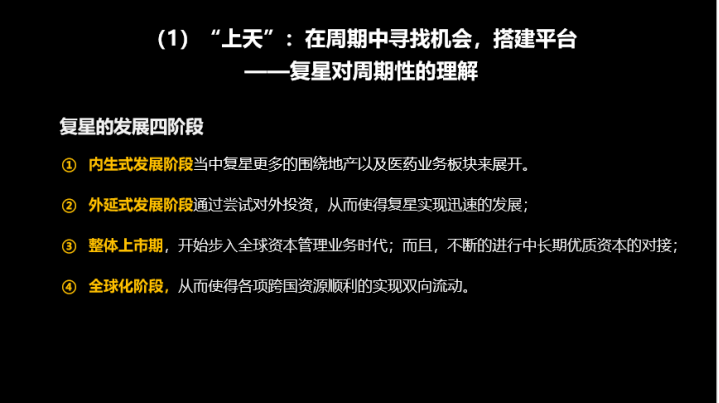 （1）“上天”：在周期中寻找机会，搭建平台
——复星对周期性的理解
复星的发展四阶段
① 内生式发展阶段当中复星更多的围绕地产以及医药业务板块来展开。
② 外延式发展阶段通过尝试对外投资，从而使得复星实现迅速的发展；
③ 整体上市期，开始步入全球资本管理业务时代；而且，不断的进行中长期优质资本的对接；
④ 全球化阶段，从而使得各项跨国资源顺利的实现双向流动。